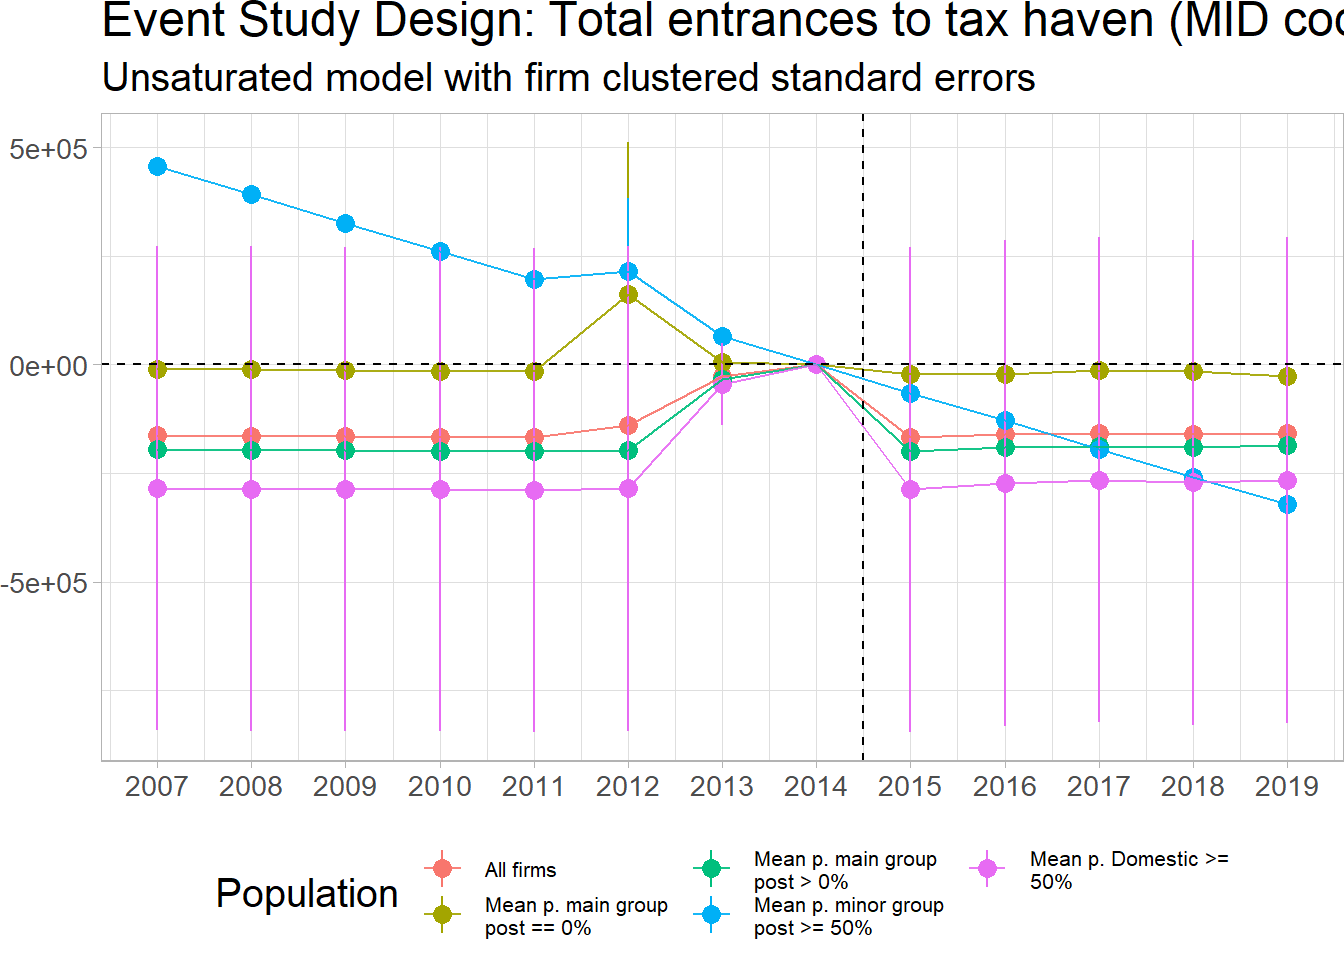 Event Study Design: Total entrances to tax haven (MID
Unsaturated model with firm clustered standard errors
5e+05
0e+00
-5e+05
2007 2008 2009 2010 2011 2012 2013 2014 2015 2016 2017 2018 2019
Population
All firms
Mean p. main group
post == 0%
Mean p. main group
post > 0%
Mean p. minor group
post >= 50%
Mean p. Domestic >=
50%